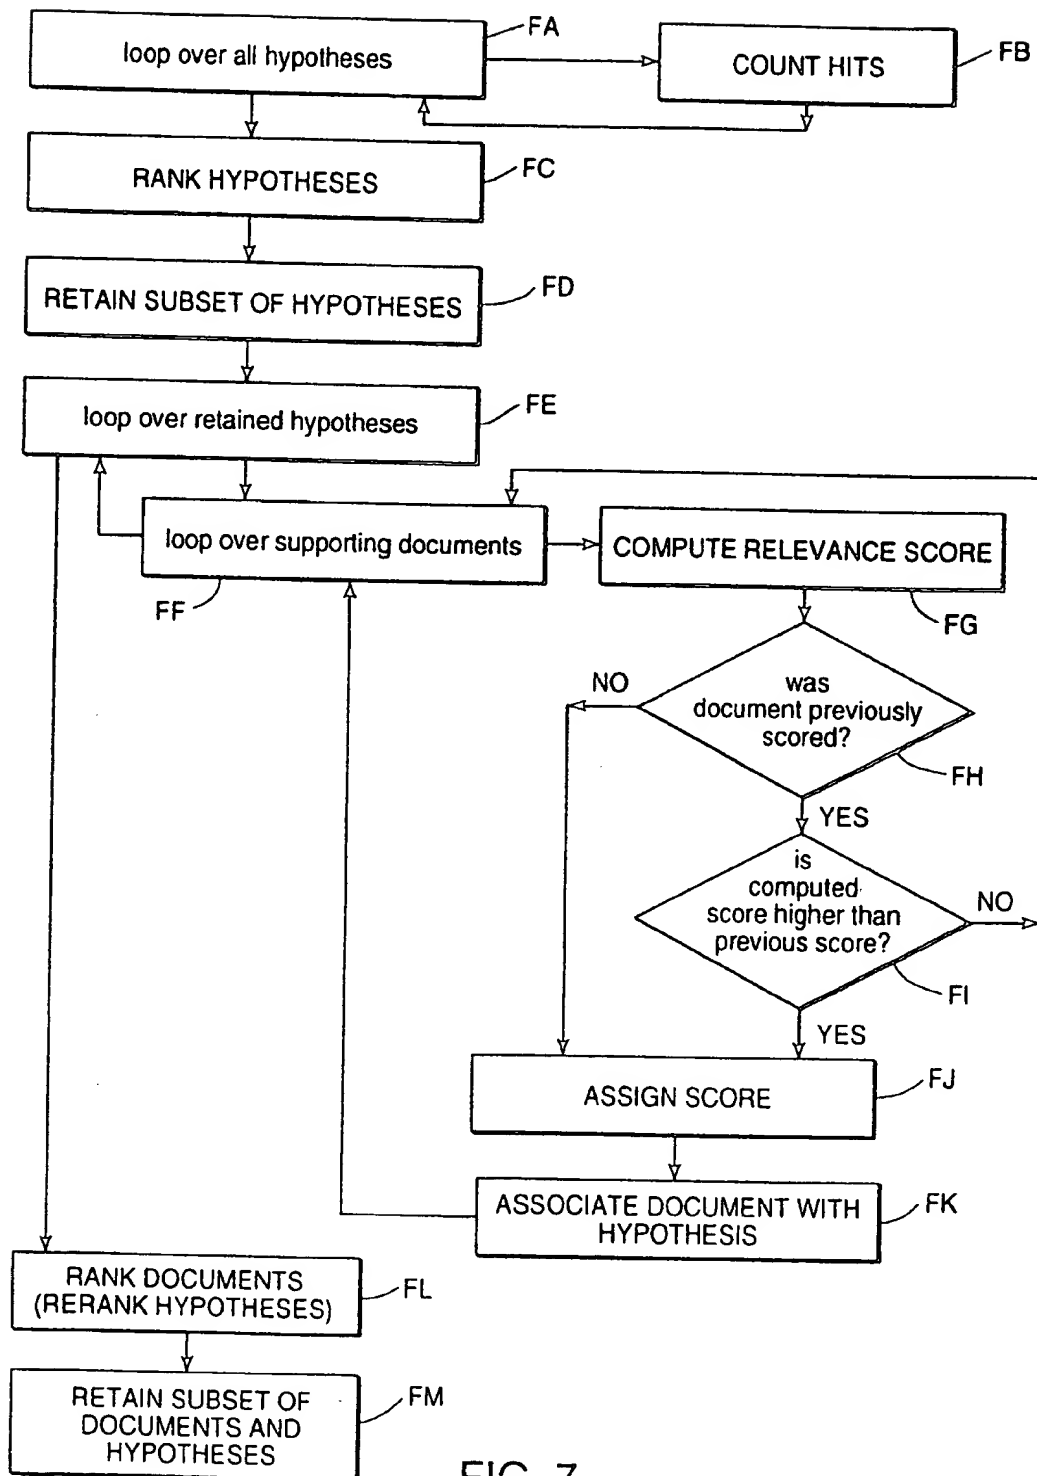 loop over all hypotheses
FA
COUNT HITS
FB
RANK HYPOTHESES
FC
RETAIN SUBSET OF HYPOTHESES
FD
loop over retained hypotheses
FE
loop over supporting documents
FF
COMPUTE RELEVANCE SCORE
FG
NO
was
document previously
scored?
FH
YES
is
computed
score higher than
previous score?
NO
FI
YES
ASSIGN SCORE
FJ
ASSOCIATE DOCUMENT WITH
HYPOTHESIS
FK
RANK DOCUMENTS
(RERANK HYPOTHESES)
FL
RETAIN SUBSET OF
DOCUMENTS AND
HYPOTHESES
FM
FIG. 7